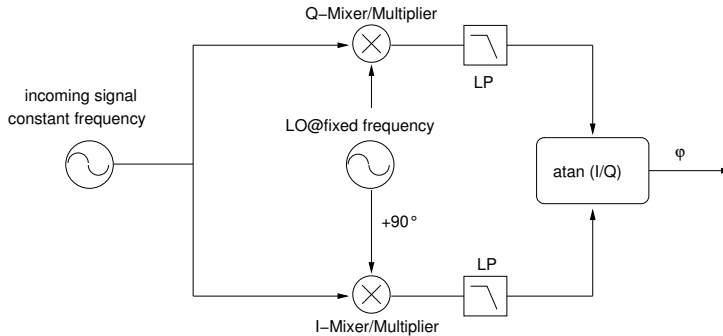 Q−Mixer/Multiplier
LP
incoming signal
constant frequency
LO@fixed frequency
atan (I/Q)
φ
+90°
LP
I−Mixer/Multiplier